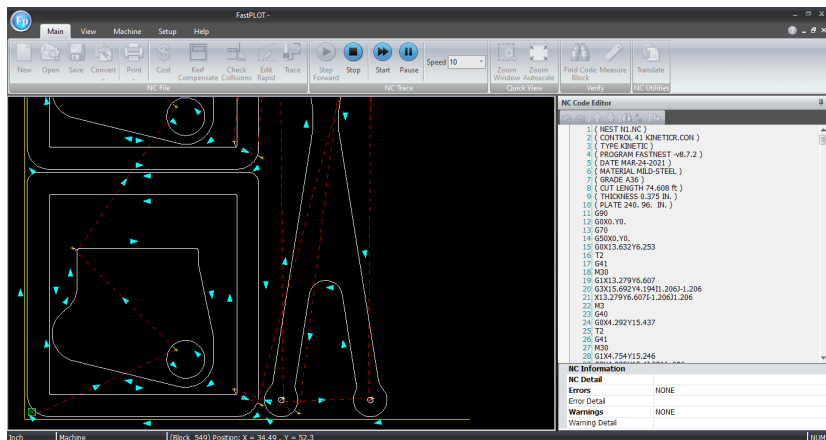 FastPLOT -
Fp
Main View Machine Setup Help
New Open Save Convert Print Cost Kerf Compensate Check Collisions Edit Rapid Trace Step Forward Stop Start Pause Speed 10 Zoom Window Zoom Autoscale Find Code Block Measure Translate
NC File NC Trace Quick View Verify NC Utilities
NC Code Editor
1 ( NEST N1.NC )
2 ( CONTROL 41 KINETICR.CON )
3 ( TYPE KINETIC )
4 ( PROGRAM FASTNEST -v8.7.2 )
5 ( DATE MAR-24-2021 )
6 ( MATERIAL MILD-STEEL )
7 ( GRADE A36 )
8 ( CUT LENGTH 74.608 ft )
9 ( THICKNESS 0.375 IN. )
10 ( PLATE 240. 96. IN. )
11 G90
12 G0X0.Y0.
13 G70
14 G50X0.Y0.
15 G0X13.632Y6.253
16 T2
17 G41
18 M30
19 G1X13.279Y6.607
20 G3X15.692Y4.194I1.206J-1.206
21 X13.279Y6.607I-1.206J1.206
22 M3
23 G40
24 G0X4.292Y15.437
25 T2
26 G41
27 M30
28 G1X4.754Y15.246
NC Information
NC Detail
Errors NONE
Error Detail
Warnings NONE
Warning Detail
Inch Machine (Block 549) Position: X = 34.49 , Y = 52.3 NUM